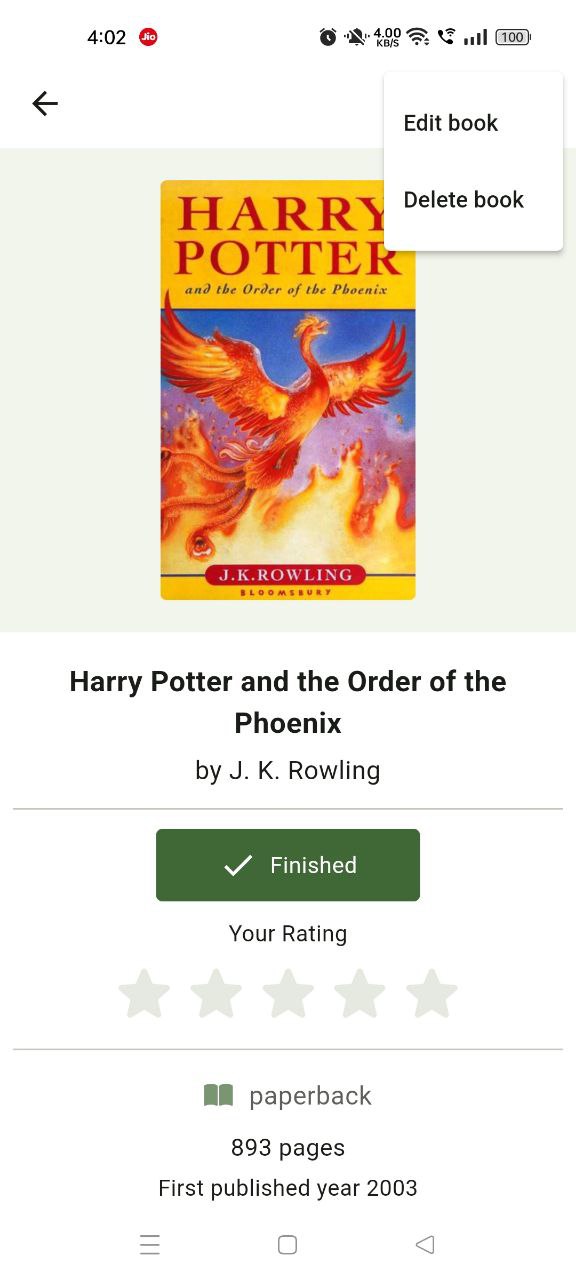 4:02 Jio 4.00 KB/S 100
Edit book
Delete book
HARRY
POTTER
and the Order of the Phoenix
J.K.ROWLING
BLOOMSBURY
Harry Potter and the Order of the
Phoenix
by J. K. Rowling
Finished
Your Rating
paperback
893 pages
First published year 2003